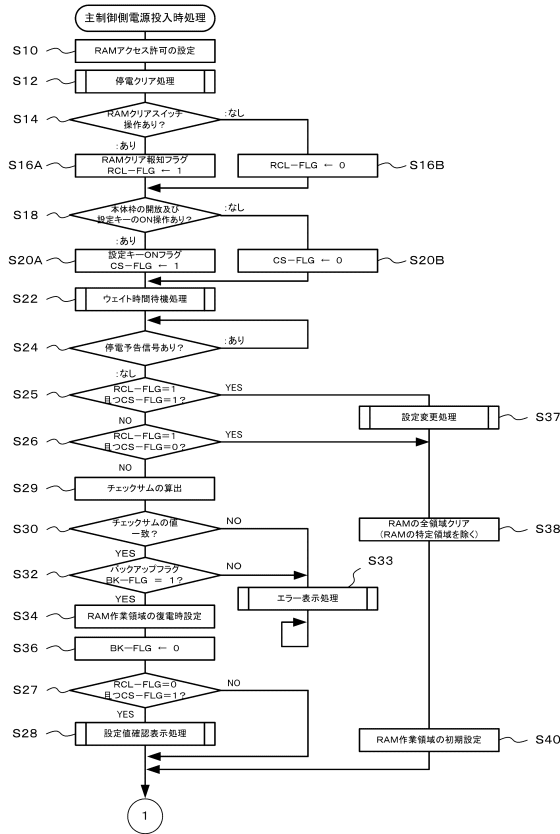 主制御側電源投入時処理
S10
RAMアクセス許可の設定
S12
停電クリア処理
S14
RAMクリアスイッチ
操作あり?
:なし
:あり
S16A
RAMクリア報知フラグ
RCL-FLG ← 1
RCL-FLG ← 0
S16B
S18
本体枠の開放及び
設定キーのON操作あり?
:なし
:あり
S20A
設定キーONフラグ
CS-FLG ← 1
CS-FLG ← 0
S20B
S22
ウェイト時間待機処理
S24
停電予告信号あり?
:あり
:なし
S25
RCL-FLG=1
且つCS-FLG=1?
YES
NO
設定変更処理
S37
S26
RCL-FLG=1
且つCS-FLG=0?
YES
NO
S29
チェックサムの算出
S30
チェックサムの値
一致?
NO
YES
RAMの全領域クリア
(RAMの特定領域を除く)
S38
S32
バックアップフラグ
BK-FLG = 1?
NO
YES
S33
エラー表示処理
S34
RAM作業領域の復電時設定
S36
BK-FLG ← 0
S27
RCL-FLG=0
且つCS-FLG=1?
NO
YES
S28
設定値確認表示処理
RAM作業領域の初期設定
S40
1